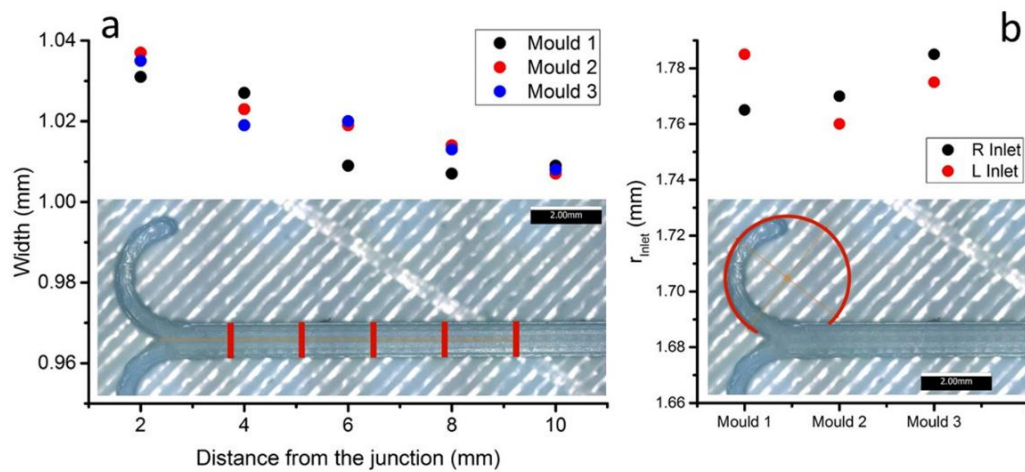 a
Width (mm)
1.04
1.02
1.00
0.98
0.96
Mould 1
Mould 2
Mould 3
2.00mm
2
4
6
8
10
Distance from the junction (mm)
b
rInlet (mm)
1.78
1.76
1.74
1.72
1.70
1.68
1.66
R Inlet
L Inlet
2.00mm
Mould 1
Mould 2
Mould 3